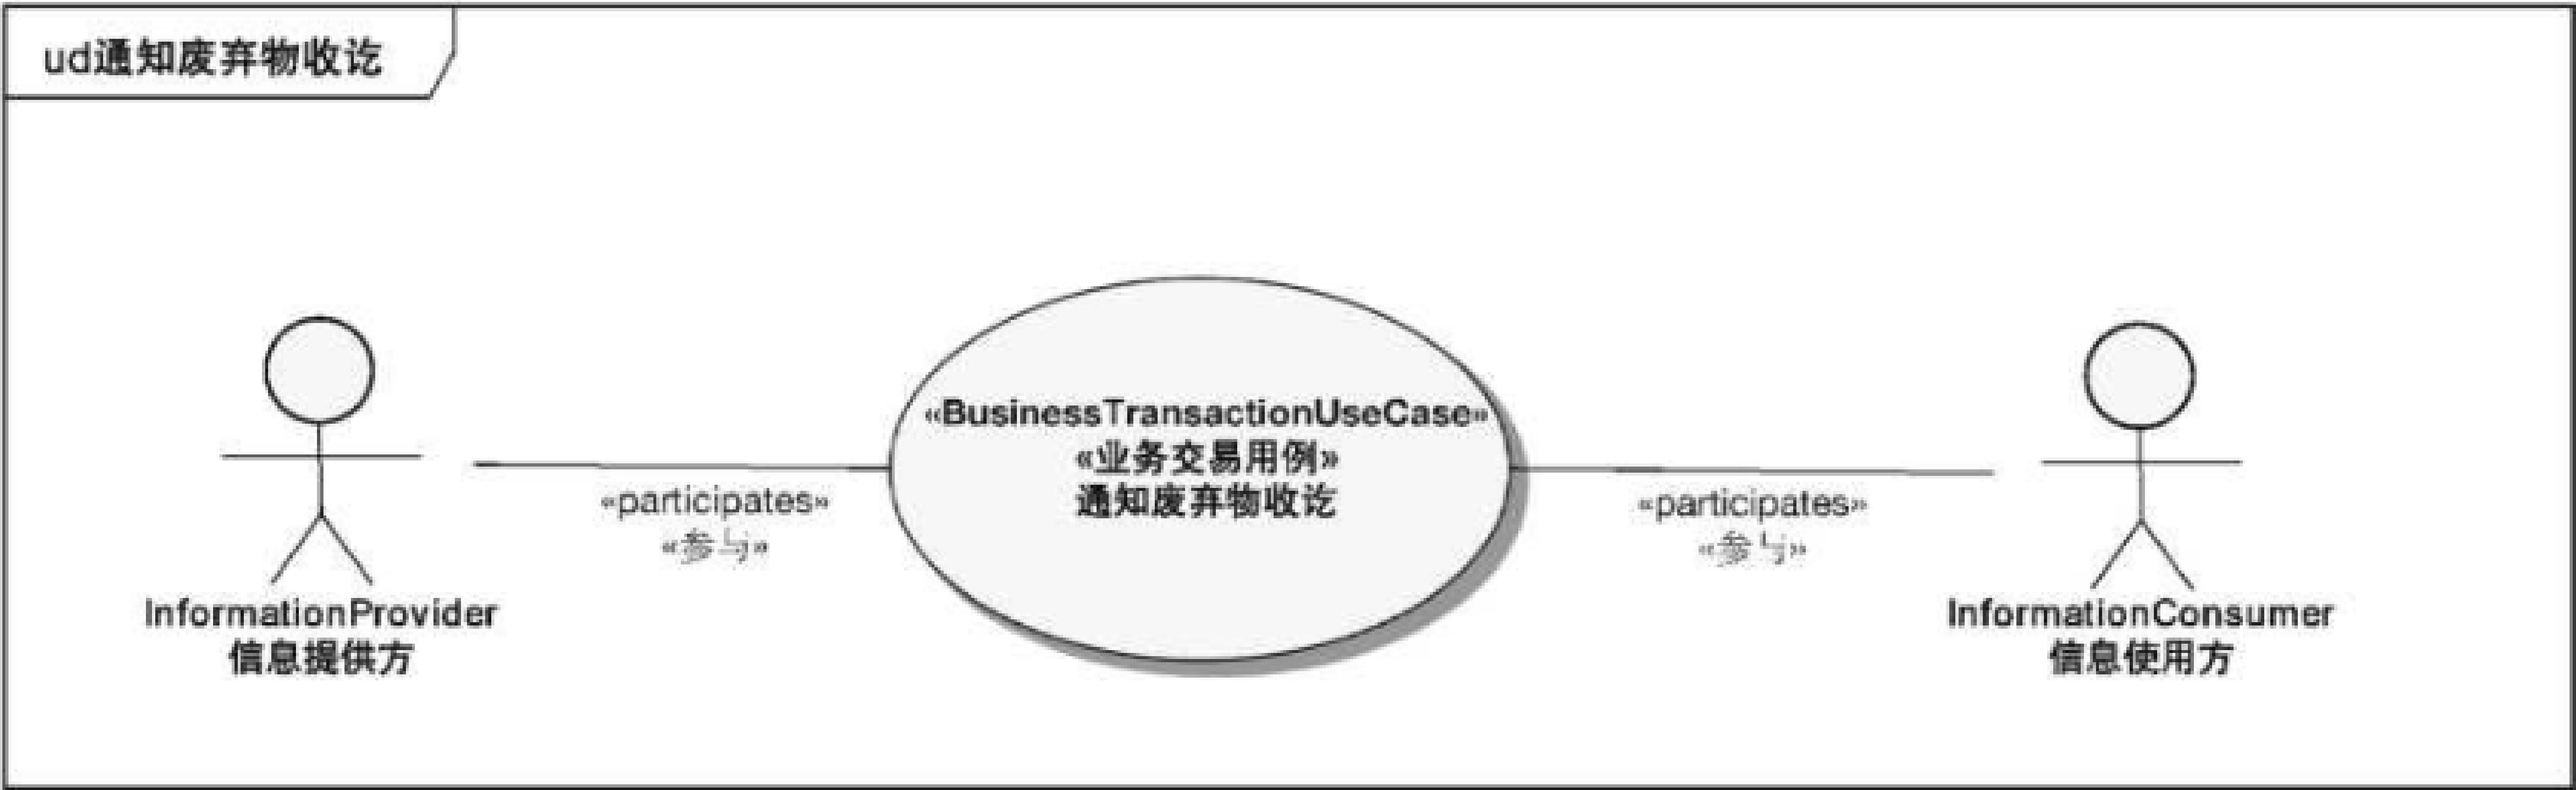 ud通知废弃物收讫
«BusinessTransactionUseCase»
«业务交易用例»
通知废弃物收讫
«participates»
«参与»
«participates»
«参与»
InformationProvider
信息提供方
InformationConsumer
信息使用方